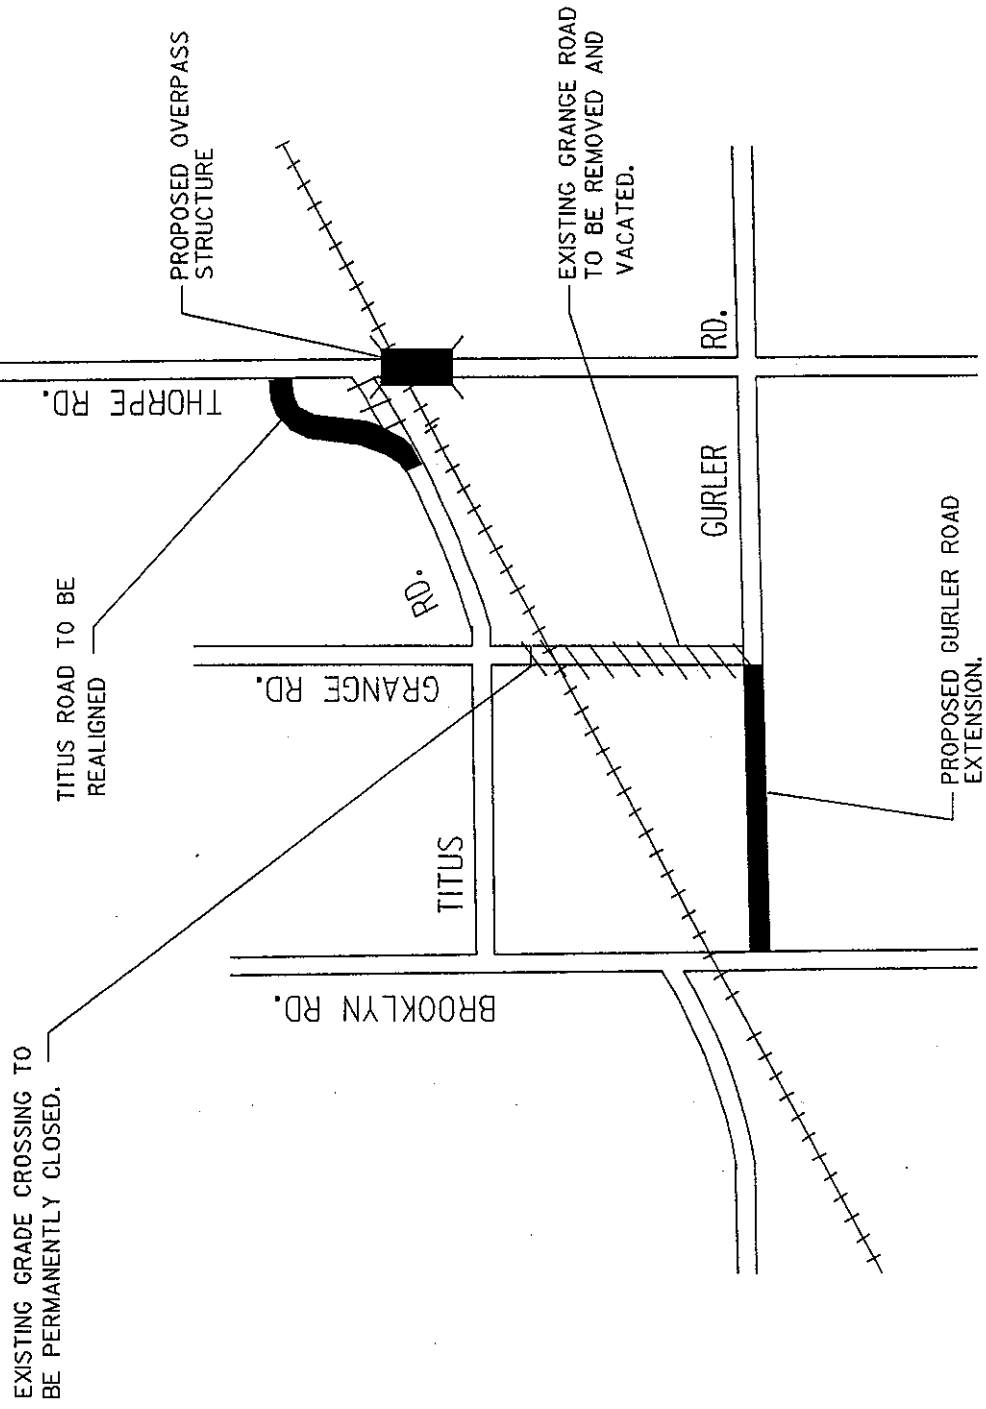 EXISTING GRADE CROSSING TO
BE PERMANENTLY CLOSED.
TITUS ROAD TO BE
REALIGNED
PROPOSED OVERPASS
STRUCTURE
THORPE RD.
GRANGE RD.
BROOKLYN RD.
TITUS
RD.
EXISTING GRANGE ROAD
TO BE REMOVED AND
VACATED.
GURLER
RD.
PROPOSED GURLER ROAD
EXTENSION.